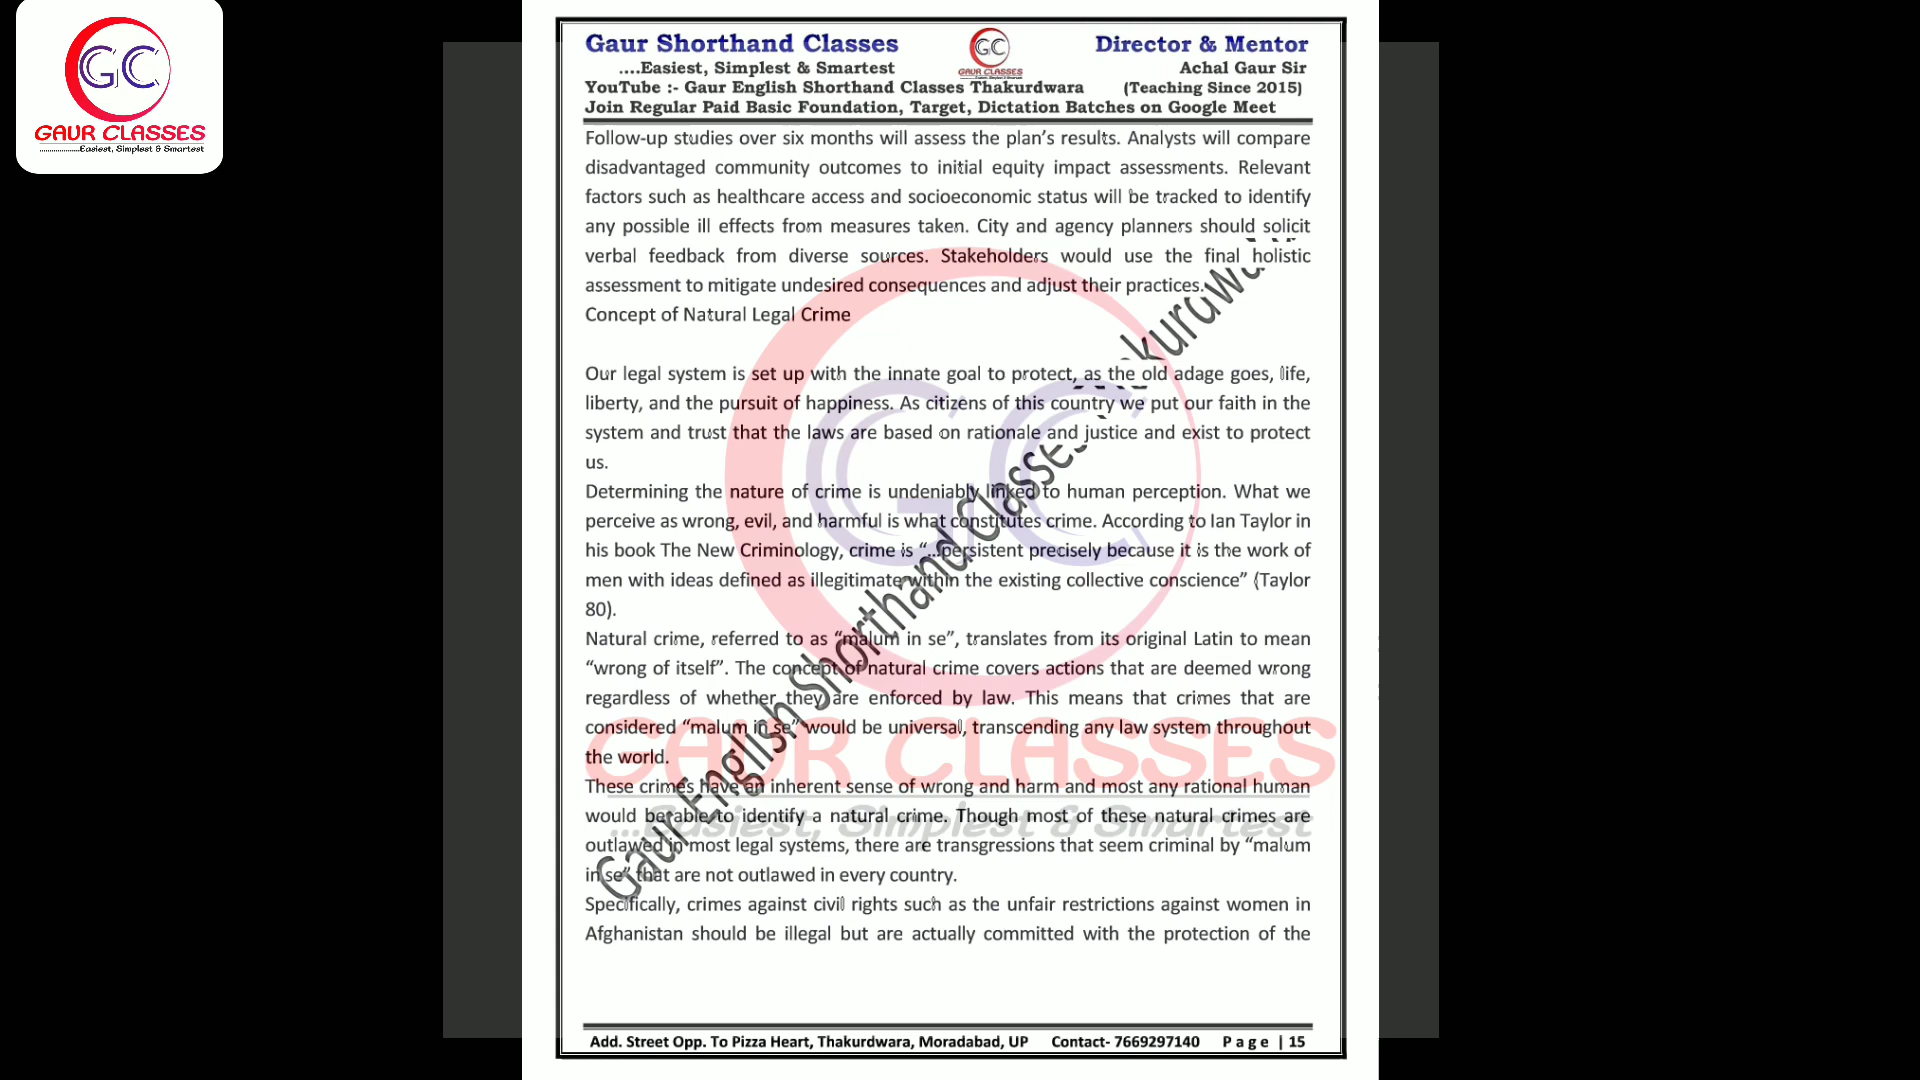 GC
GAUR CLASSES
....................Easiest, Simplest & Smartest
Gaur Shorthand Classes
....Easiest, Simplest & Smartest
GC
GAUR CLASSES
Director & Mentor
Achal Gaur Sir
YouTube :- Gaur English Shorthand Classes Thakurdwara (Teaching Since 2015)
Join Regular Paid Basic Foundation, Target, Dictation Batches on Google Meet
Follow-up studies over six months will assess the plan’s results. Analysts will compare
disadvantaged community outcomes to initial equity impact assessments. Relevant
factors such as healthcare access and socioeconomic status will be tracked to identify
any possible ill effects from measures taken. City and agency planners should solicit
verbal feedback from diverse sources. Stakeholders would use the final holistic
assessment to mitigate undesired consequences and adjust their practices.
Concept of Natural Legal Crime
Our legal system is set up with the innate goal to protect, as the old adage goes, life,
liberty, and the pursuit of happiness. As citizens of this country we put our faith in the
system and trust that the laws are based on rationale and justice and exist to protect
us.
Determining the nature of crime is undeniably linked to human perception. What we
perceive as wrong, evil, and harmful is what constitutes crime. According to Ian Taylor in
his book The New Criminology, crime is “...persistent precisely because it is the work of
men with ideas defined as illegitimate within the existing collective conscience” (Taylor
80).
Natural crime, referred to as “malum in se”, translates from its original Latin to mean
“wrong of itself”. The concept of natural crime covers actions that are deemed wrong
regardless of whether they are enforced by law. This means that crimes that are
considered “malum in se” would be universal, transcending any law system throughout
the world.
These crimes have an inherent sense of wrong and harm and most any rational human
would be able to identify a natural crime. Though most of these natural crimes are
outlawed in most legal systems, there are transgressions that seem criminal by “malum
in se” that are not outlawed in every country.
Specifically, crimes against civil rights such as the unfair restrictions against women in
Afghanistan should be illegal but are actually committed with the protection of the
GC
GAUR CLASSES
...Easiest, Simplest & Smartest
Gaur English Shorthand Classes
Add. Street Opp. To Pizza Heart, Thakurdwara, Moradabad, UP Contact- 7669297140 P a g e | 15